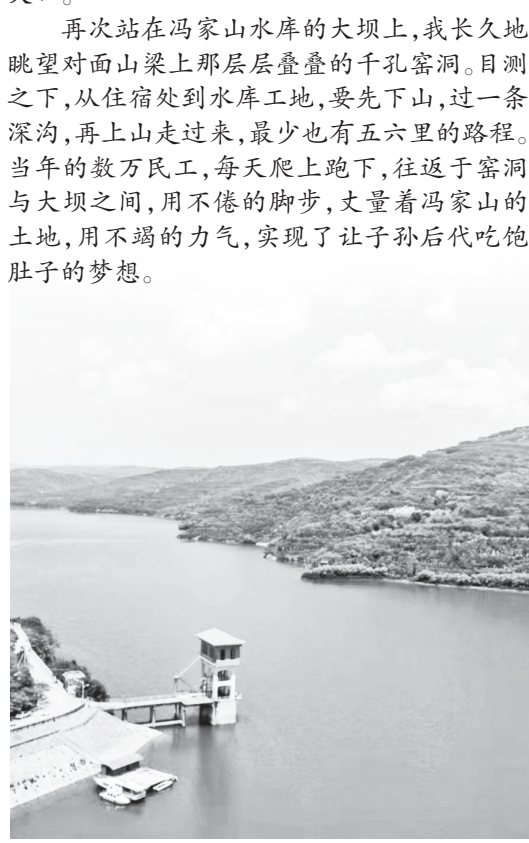 再次站在冯家山水库的大坝上,我长久地
眺望对面山梁上那层层叠叠的千孔窑洞。目测
之下,从住宿处到水库工地,要先下山,过一条
深沟,再上山走过来,最少也有五六里的路程。
当年的数万民工,每天爬上跑下,往返于窑洞
与大坝之间,用不倦的脚步,丈量着冯家山的
土地,用不竭的力气,实现了让子孙后代吃饱
肚子的梦想。